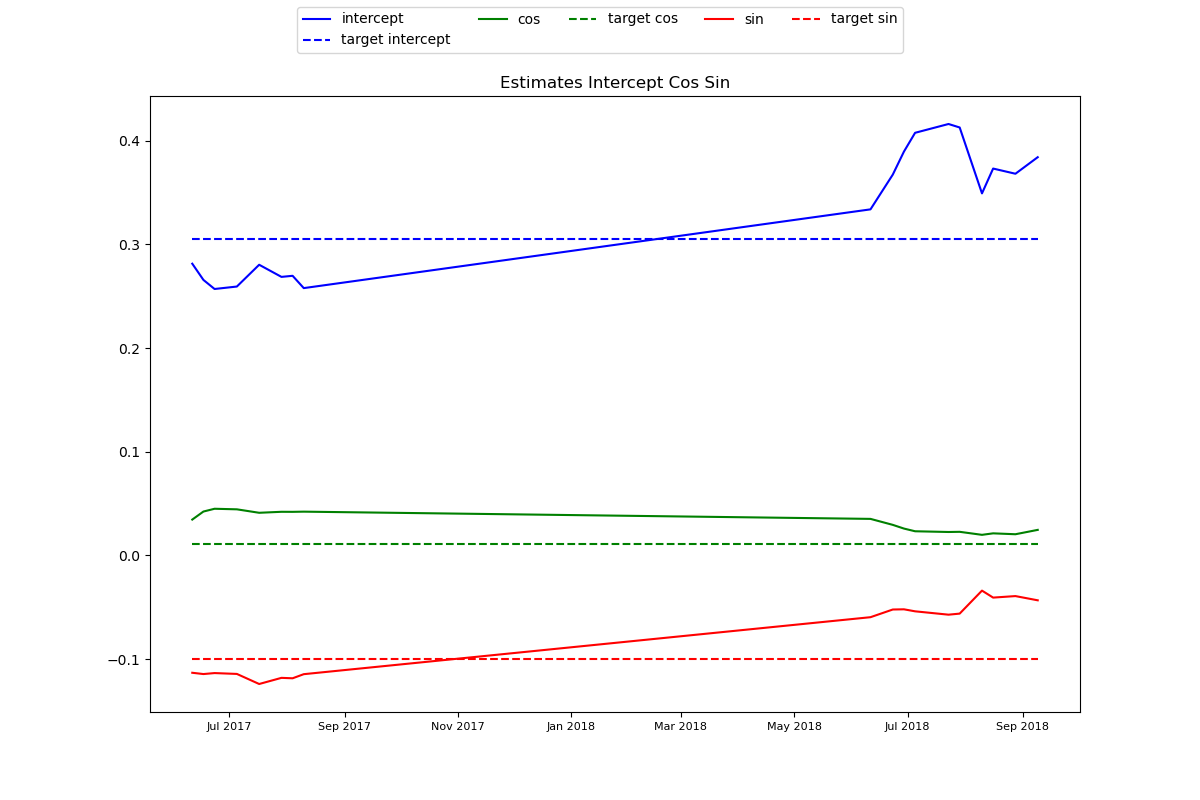 intercept cos target cos sin target sin
target intercept
Estimates Intercept Cos Sin
0.4
0.3
0.2
0.1
0.0
−0.1
Jul 2017 Sep 2017 Nov 2017 Jan 2018 Mar 2018 May 2018 Jul 2018 Sep 2018